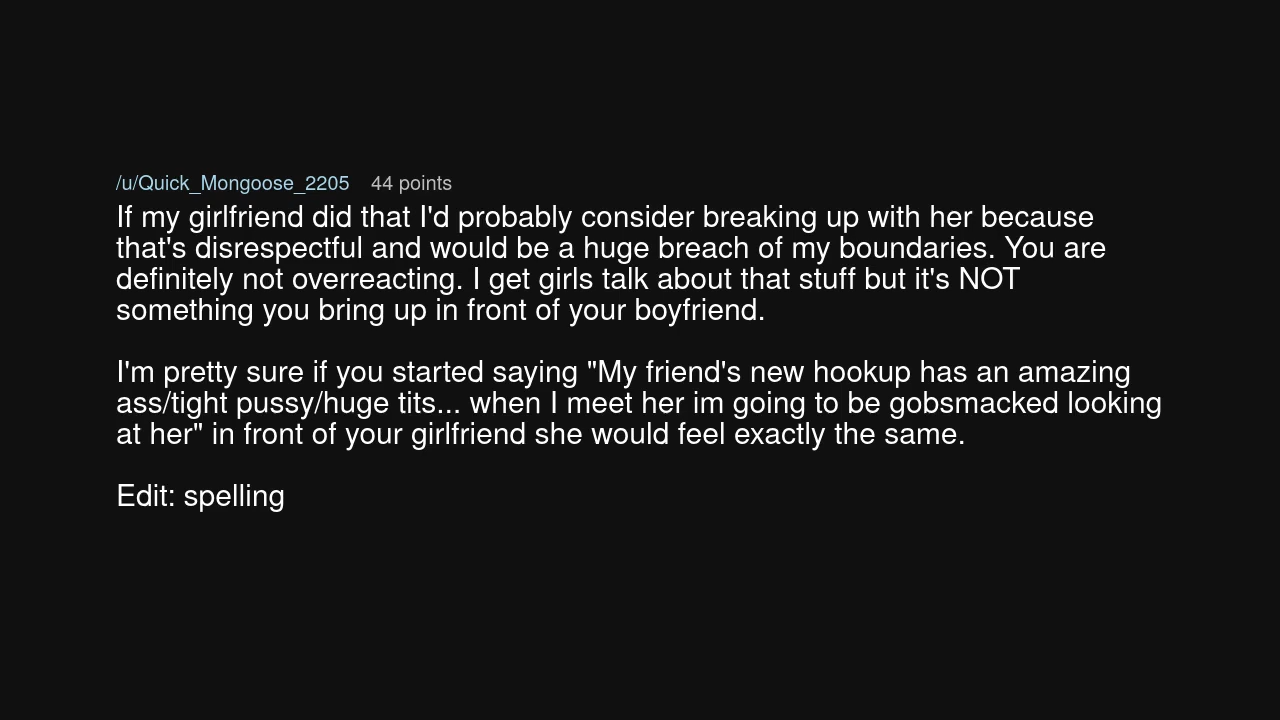 /u/Quick_Mongoose_2205 44 points
If my girlfriend did that I'd probably consider breaking up with her because
that's disrespectful and would be a huge breach of my boundaries. You are
definitely not overreacting. I get girls talk about that stuff but it's NOT
something you bring up in front of your boyfriend.
I'm pretty sure if you started saying "My friend's new hookup has an amazing
ass/tight pussy/huge tits... when I meet her im going to be gobsmacked looking
at her" in front of your girlfriend she would feel exactly the same.
Edit: spelling